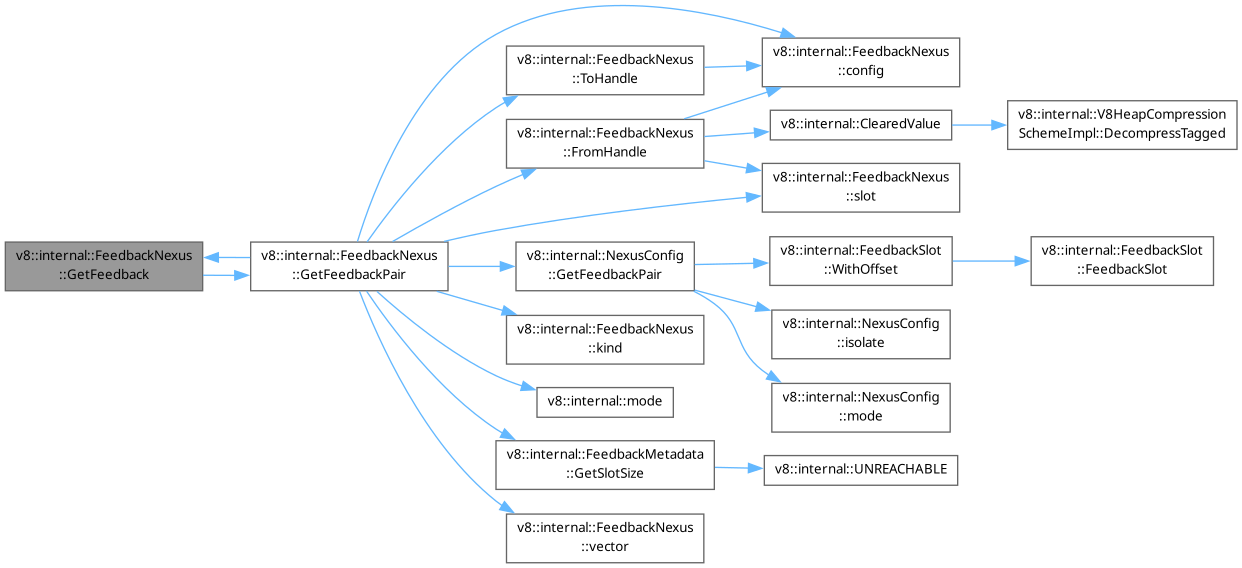 v8::internal::FeedbackNexus
::GetFeedback
v8::internal::FeedbackNexus
::GetFeedbackPair
v8::internal::FeedbackNexus
::ToHandle
v8::internal::FeedbackNexus
::FromHandle
v8::internal::NexusConfig
::GetFeedbackPair
v8::internal::FeedbackNexus
::kind
v8::internal::mode
v8::internal::FeedbackMetadata
::GetSlotSize
v8::internal::FeedbackNexus
::vector
v8::internal::FeedbackNexus
::config
v8::internal::ClearedValue
v8::internal::FeedbackNexus
::slot
v8::internal::FeedbackSlot
::WithOffset
v8::internal::NexusConfig
::isolate
v8::internal::NexusConfig
::mode
v8::internal::UNREACHABLE
v8::internal::V8HeapCompression
SchemeImpl::DecompressTagged
v8::internal::FeedbackSlot
::FeedbackSlot